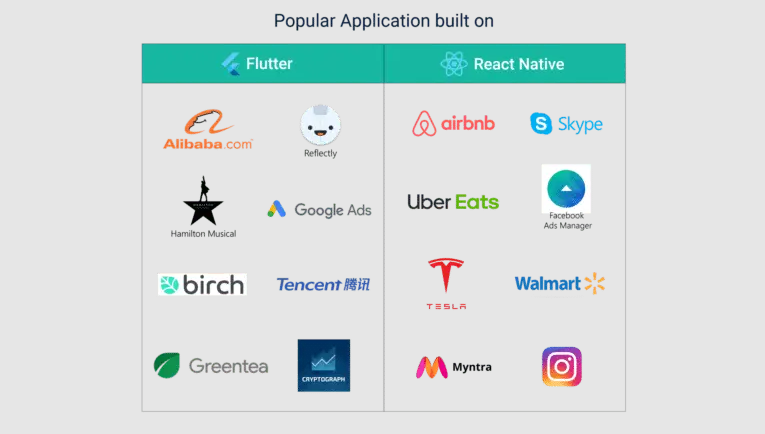 Popular Application built on
Flutter
React Native
Alibaba.com
Reflectly
airbnb
Skype
HAMILTON
Hamilton Musical
Google Ads
Uber Eats
Facebook
Ads Manager
birch
Tencent 腾讯
TESLA
Walmart
Greentea
CRYPTOGRAPH
Myntra